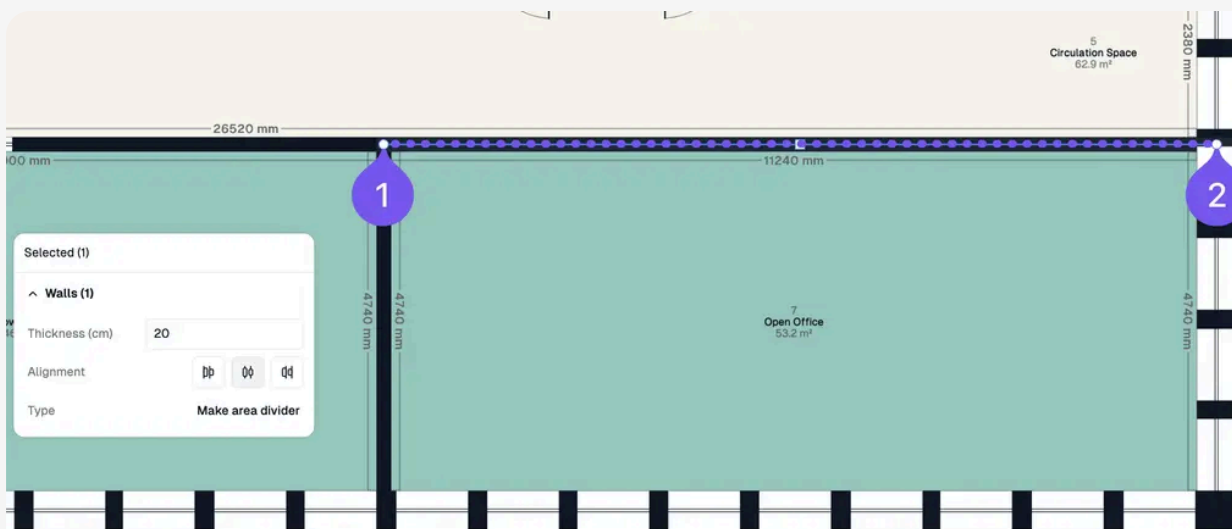 5
Circulation Space
62.9 m²
2380 mm
26520 mm
000 mm
11240 mm
1
2
Selected (1)
Walls (1)
Thickness (cm)
20
Alignment
Type
Make area divider
4740 mm
4740 mm
7
Open Office
53.2 m²
4740 mm